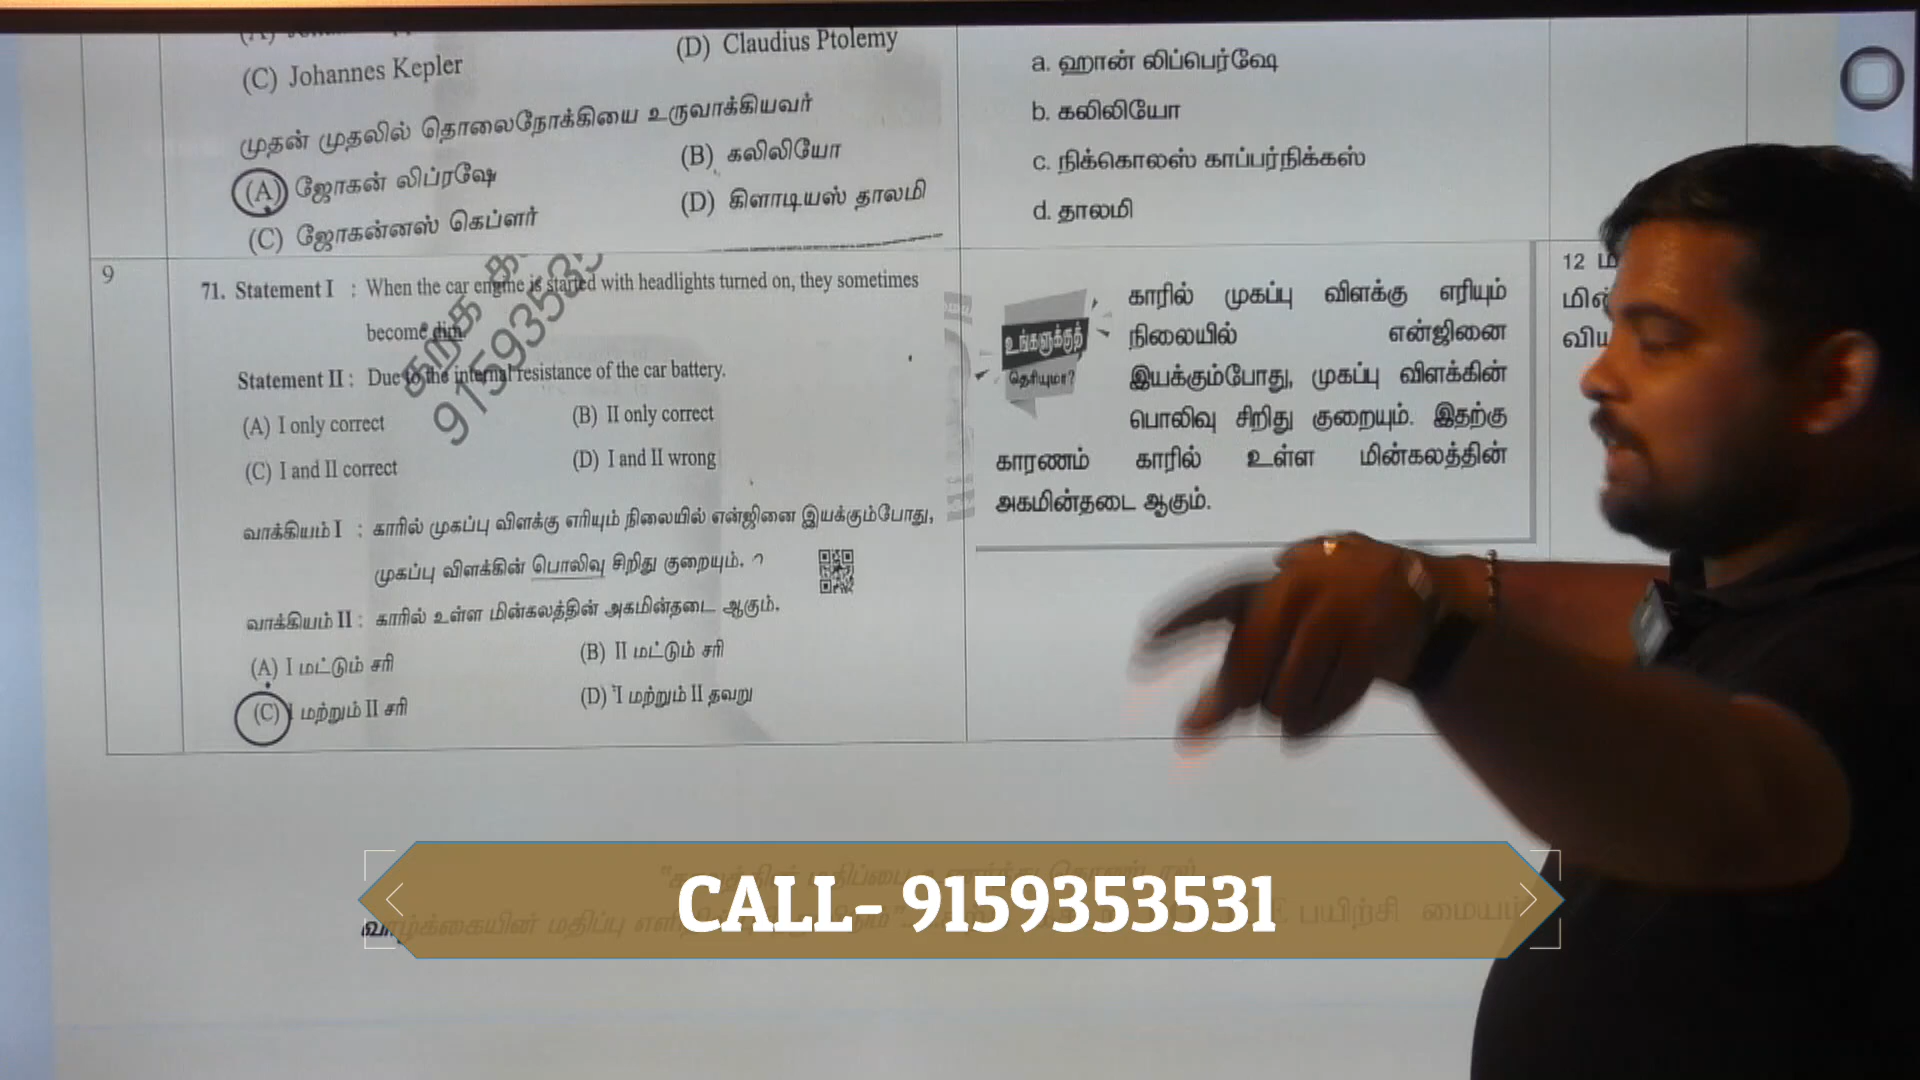 (D) Claudius Ptolemy
(C) Johannes Kepler
முதன் முதலில் தொலைநோக்கியை உருவாக்கியவர்
(A) ஜோகன் லிப்ரஷே
(B) கலிலியோ
(C) ஜோகன்னஸ் கெப்ளர்
(D) கிளாடியஸ் தாலமி
a. ஹான் லிப்பெர்ஷே
b. கலிலியோ
c. நிக்கொலஸ் காப்பர்நிக்கஸ்
d. தாலமி
9
71. Statement I : When the car engine is started with headlights turned on, they sometimes
become dim.
Statement II : Due to the internal resistance of the car battery.
(A) I only correct
(B) II only correct
(C) I and II correct
(D) I and II wrong
வாக்கியம் I : காரில் முகப்பு விளக்கு எரியும் நிலையில் என்ஜினை இயக்கும்போது,
முகப்பு விளக்கின் பொலிவு சிறிது குறையும்.
வாக்கியம் II : காரில் உள்ள மின்கலத்தின் அகமின்தடை ஆகும்.
(A) I மட்டும் சரி
(B) II மட்டும் சரி
(C) I மற்றும் II சரி
(D) I மற்றும் II தவறு
உங்களுக்குத்
தெரியுமா?
காரில் முகப்பு விளக்கு எரியும்
நிலையில் என்ஜினை
இயக்கும்போது, முகப்பு விளக்கின்
பொலிவு சிறிது குறையும். இதற்கு
காரணம் காரில் உள்ள மின்கலத்தின்
அகமின்தடை ஆகும்.
12
CALL- 9159353531
வாழ்க்கையின் மதிப்பு
பயிற்சி மையம்